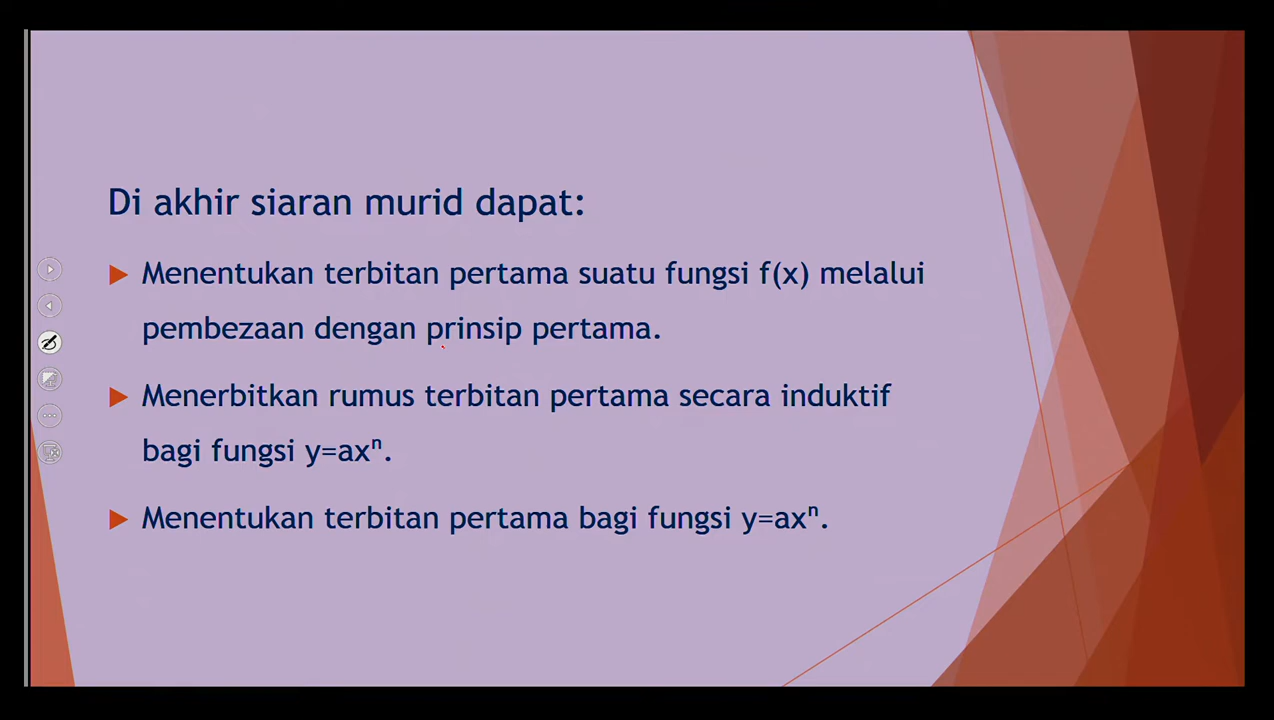 Di akhir siaran murid dapat:
Menentukan terbitan pertama suatu fungsi f(x) melalui
pembezaan dengan prinsip pertama.
Menerbitkan rumus terbitan pertama secara induktif
bagi fungsi y=axⁿ.
Menentukan terbitan pertama bagi fungsi y=axⁿ.